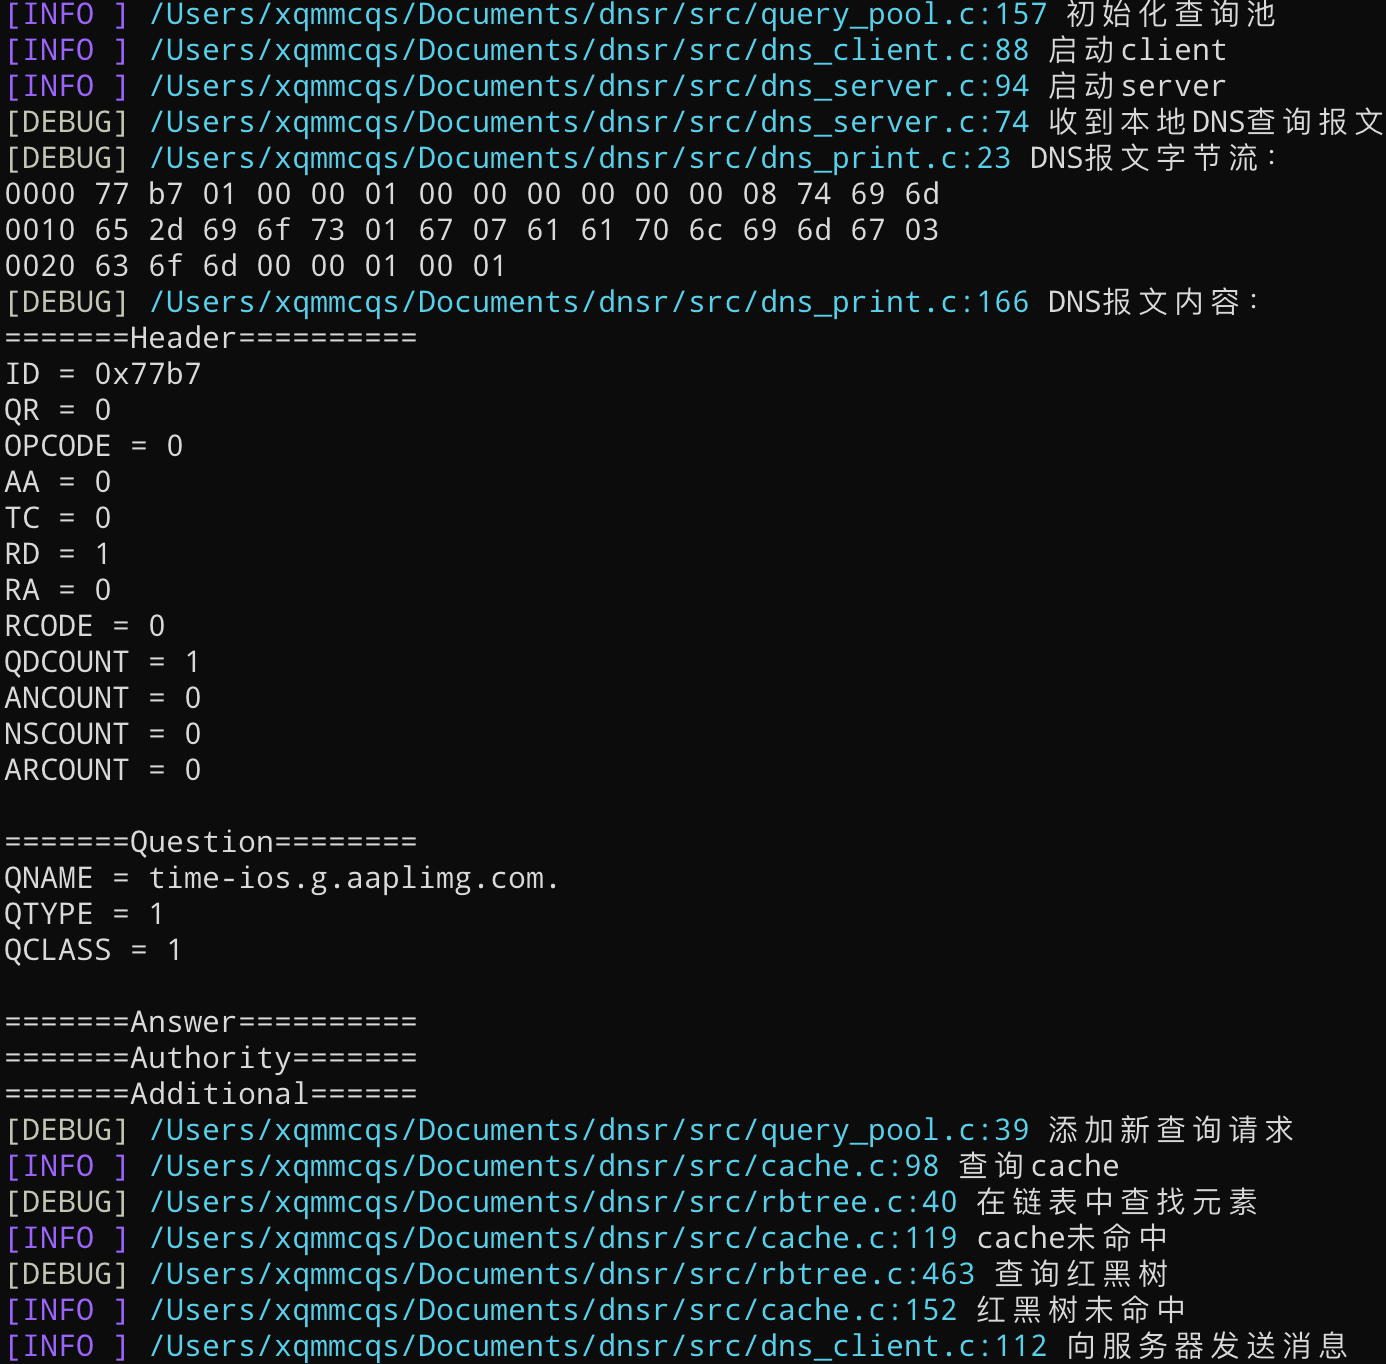 [INFO ] /Users/xqmmcqs/Documents/dnsr/src/query_pool.c:157 初始化查询池
[INFO ] /Users/xqmmcqs/Documents/dnsr/src/dns_client.c:88 启动client
[INFO ] /Users/xqmmcqs/Documents/dnsr/src/dns_server.c:94 启动server
[DEBUG] /Users/xqmmcqs/Documents/dnsr/src/dns_server.c:74 收到本地DNS查询报文
[DEBUG] /Users/xqmmcqs/Documents/dnsr/src/dns_print.c:23 DNS报文字节流：
0000 77 b7 01 00 00 01 00 00 00 00 00 00 08 74 69 6d
0010 65 2d 69 6f 73 01 67 07 61 61 70 6c 69 6d 67 03
0020 63 6f 6d 00 00 01 00 01
[DEBUG] /Users/xqmmcqs/Documents/dnsr/src/dns_print.c:166 DNS报文内容：
=======Header==========
ID = 0x77b7
QR = 0
OPCODE = 0
AA = 0
TC = 0
RD = 1
RA = 0
RCODE = 0
QDCOUNT = 1
ANCOUNT = 0
NSCOUNT = 0
ARCOUNT = 0
=======Question========
QNAME = time-ios.g.aaplimg.com.
QTYPE = 1
QCLASS = 1
=======Answer==========
=======Authority=======
=======Additional======
[DEBUG] /Users/xqmmcqs/Documents/dnsr/src/query_pool.c:39 添加新查询请求
[INFO ] /Users/xqmmcqs/Documents/dnsr/src/cache.c:98 查询cache
[DEBUG] /Users/xqmmcqs/Documents/dnsr/src/rbtree.c:40 在链表中查找元素
[INFO ] /Users/xqmmcqs/Documents/dnsr/src/cache.c:119 cache未命中
[DEBUG] /Users/xqmmcqs/Documents/dnsr/src/rbtree.c:463 查询红黑树
[INFO ] /Users/xqmmcqs/Documents/dnsr/src/cache.c:152 红黑树未命中
[INFO ] /Users/xqmmcqs/Documents/dnsr/src/dns_client.c:112 向服务器发送消息